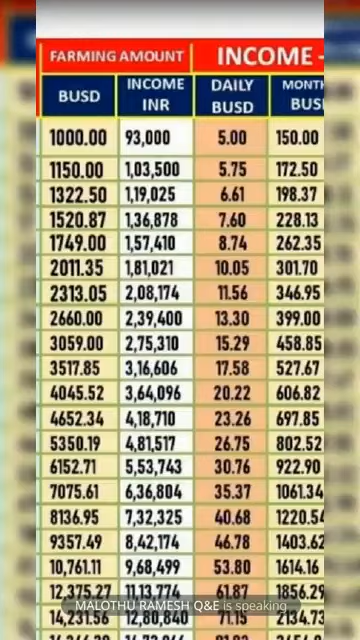 FARMING AMOUNT INCOME -
BUSD INCOME INR DAILY BUSD MONTH BUSI
1000.00 93,000 5.00 150.00
1150.00 1,03,500 5.75 172.50
1322.50 1,19,025 6.61 198.37
1520.87 1,36,878 7.60 228.13
1749.00 1,57,410 8.74 262.35
2011.35 1,81,021 10.05 301.70
2313.05 2,08,174 11.56 346.95
2660.00 2,39,400 13.30 399.00
3059.00 2,75,310 15.29 458.85
3517.85 3,16,606 17.58 527.67
4045.52 3,64,096 20.22 606.82
4652.34 4,18,710 23.26 697.85
5350.19 4,81,517 26.75 802.52
6152.71 5,53,743 30.76 922.90
7075.61 6,36,804 35.37 1061.34
8136.95 7,32,325 40.68 1220.54
9357.49 8,42,174 46.78 1403.62
10,761.11 9,68,499 53.80 1614.16
12,375.27 11,13,774 61.87 1856.29
MALOTHU RAMESH Q&E is speaking
14,231.56 12,80,840 71.15 2134.73